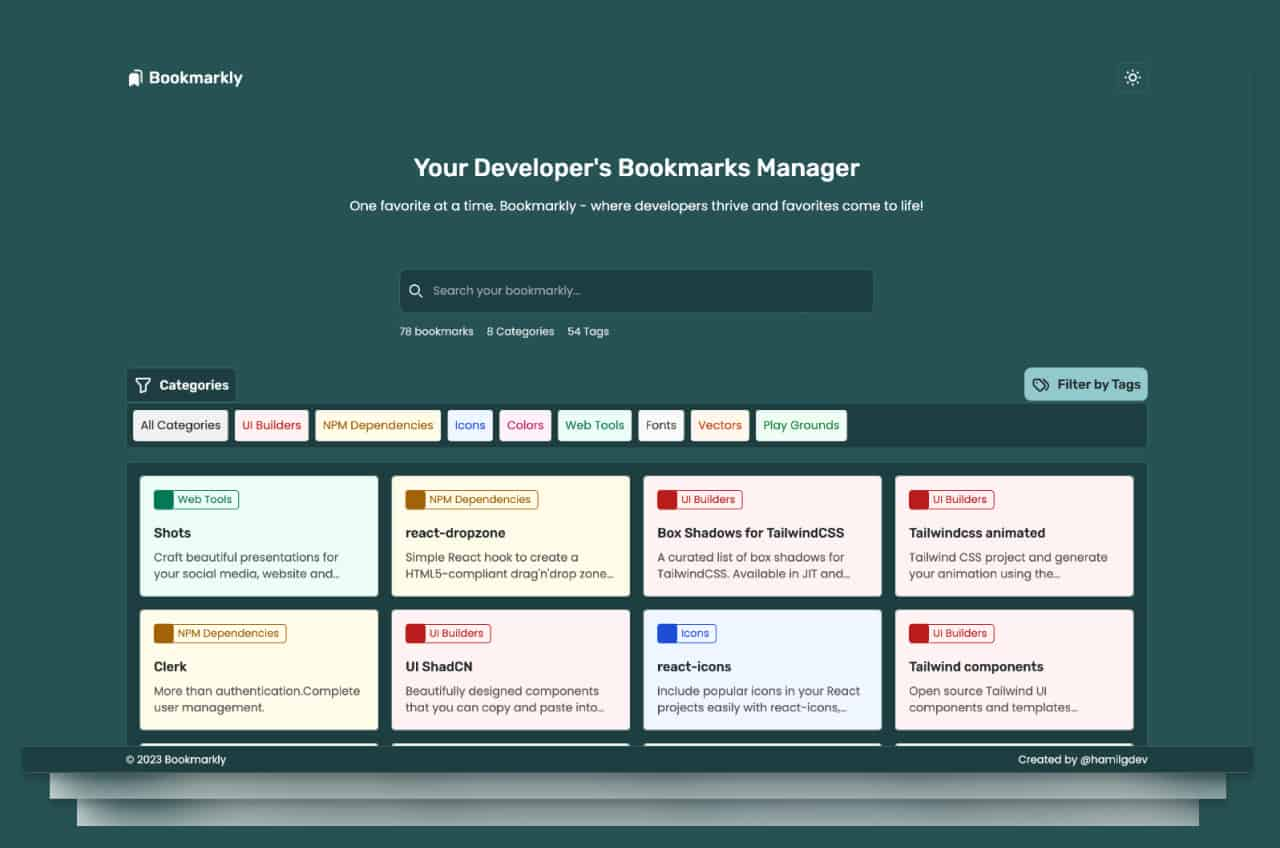 Bookmarkly
Your Developer's Bookmarks Manager
One favorite at a time. Bookmarkly - where developers thrive and favorites come to life!
Search your bookmarkly...
78 bookmarks 8 Categories 54 Tags
Categories
Filter by Tags
All Categories UI Builders NPM Dependencies Icons Colors Web Tools Fonts Vectors Play Grounds
Web Tools
Shots
Craft beautiful presentations for
your social media, website and...
NPM Dependencies
react-dropzone
Simple React hook to create a
HTML5-compliant drag'n'drop zone...
UI Builders
Box Shadows for TailwindCSS
A curated list of box shadows for
TailwindCSS. Available in JIT and...
UI Builders
Tailwindcss animated
Tailwind CSS project and generate
your animation using the...
NPM Dependencies
Clerk
More than authentication.Complete
user management.
UI Builders
UI ShadCN
Beautifully designed components
that you can copy and paste into...
Icons
react-icons
Include popular icons in your React
projects easily with react-icons,...
UI Builders
Tailwind components
Open source Tailwind UI
components and templates...
© 2023 Bookmarkly
Created by @hamilgdev